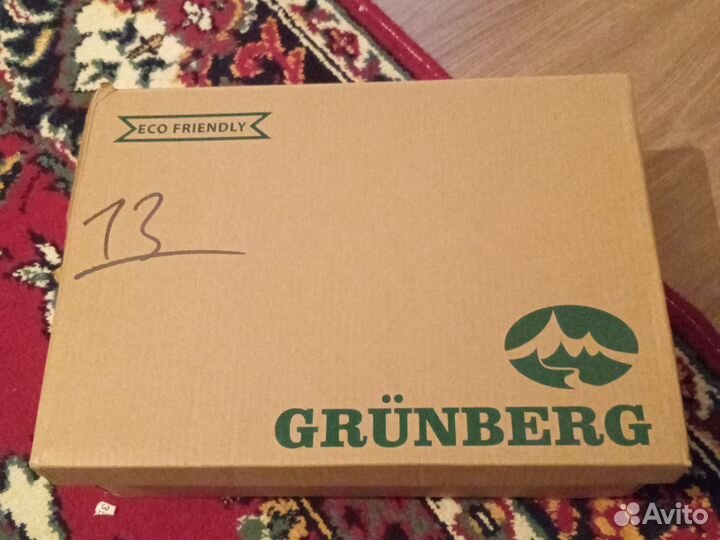 ECO FRIENDLY
13
GRÜNBERG
Avito